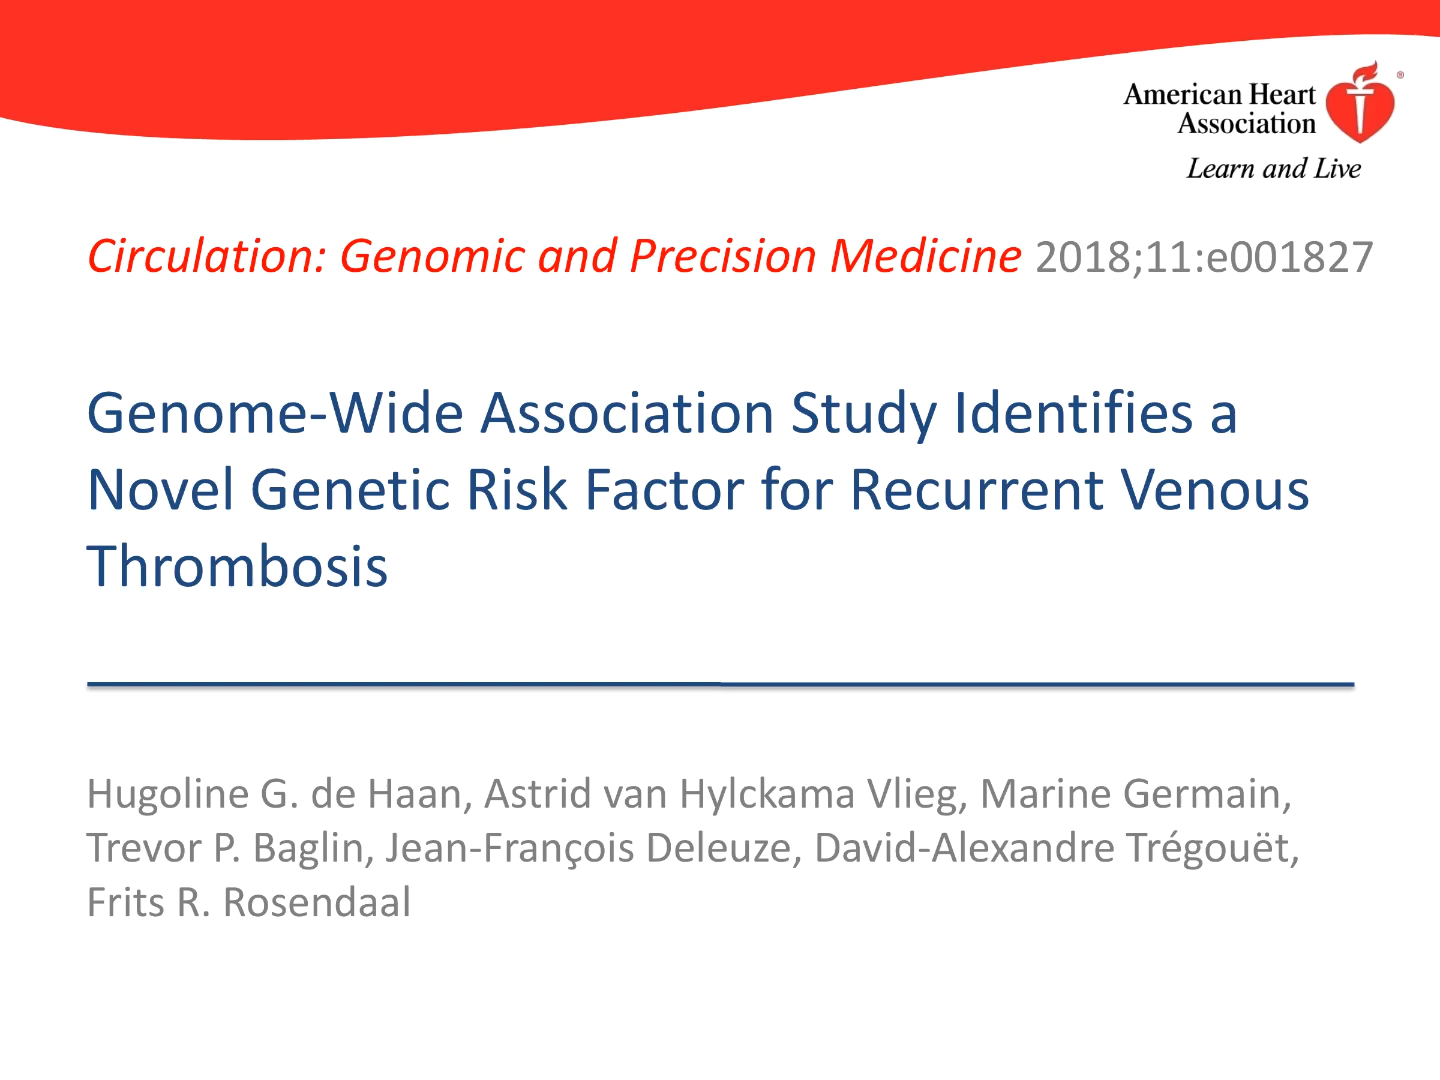 American Heart
Association
®
Learn and Live
Circulation: Genomic and Precision Medicine 2018;11:e001827
Genome-Wide Association Study Identifies a
Novel Genetic Risk Factor for Recurrent Venous
Thrombosis
Hugoline G. de Haan, Astrid van Hylckama Vlieg, Marine Germain,
Trevor P. Baglin, Jean-François Deleuze, David-Alexandre Trégouët,
Frits R. Rosendaal